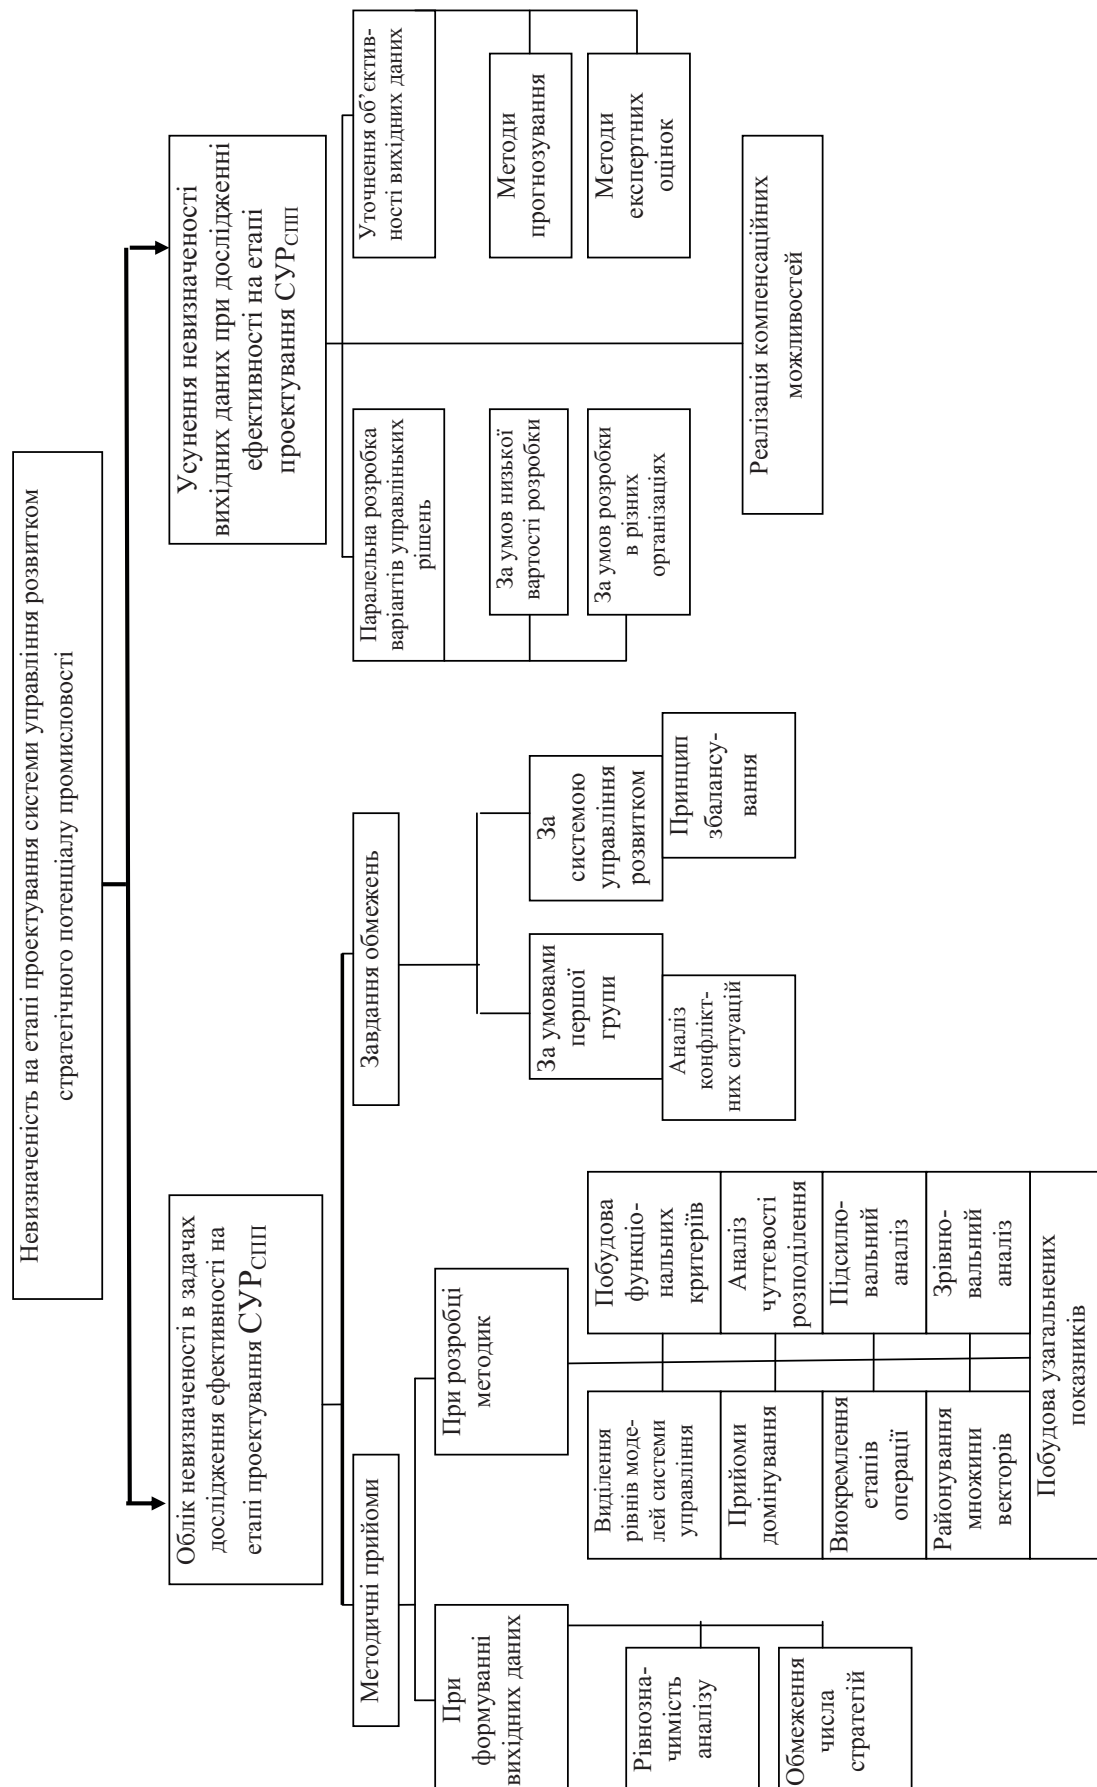 Невизначеність на етапі проектування системи управління розвитком
стратегічного потенціалу промисловості
Облік невизначеності в задачах
дослідження ефективності на
етапі проектування СУРСПП
Усунення невизначеності
вихідних даних при дослідженні
ефективності на етапі
проектування СУРСПП
Методичні прийоми
Завдання обмежень
Паралельна розробка
варіантів управліньких
рішень
Уточнення об’єктив-
ності вихідних даних
При
формуванні
вихідних даних
При розробці
методик
За умовами
першої
групи
За
системою
управління
розвитком
За умов низької
вартості розробки
Методи
прогнозування
Рівнозна-
чимість
аналізу
Виділення
рівнів моде-
лей системи
управління
Побудова
функціо-
нальних
критеріїв
Аналіз
конфлікт-
них ситуацій
Принцип
збалансу-
вання
За умов розробки
в різних
організаціях
Методи
експертних
оцінок
Обмеження
числа
стратегій
Прийоми
домінування
Аналіз
чуттєвості
розподілення
Реалізація компенсаційних
можливостей
Виокремлення
етапів
операції
Підсилю-
вальний
аналіз
Районування
множини
векторів
Зрівню-
вальний
аналіз
Побудова узагальнених
показників